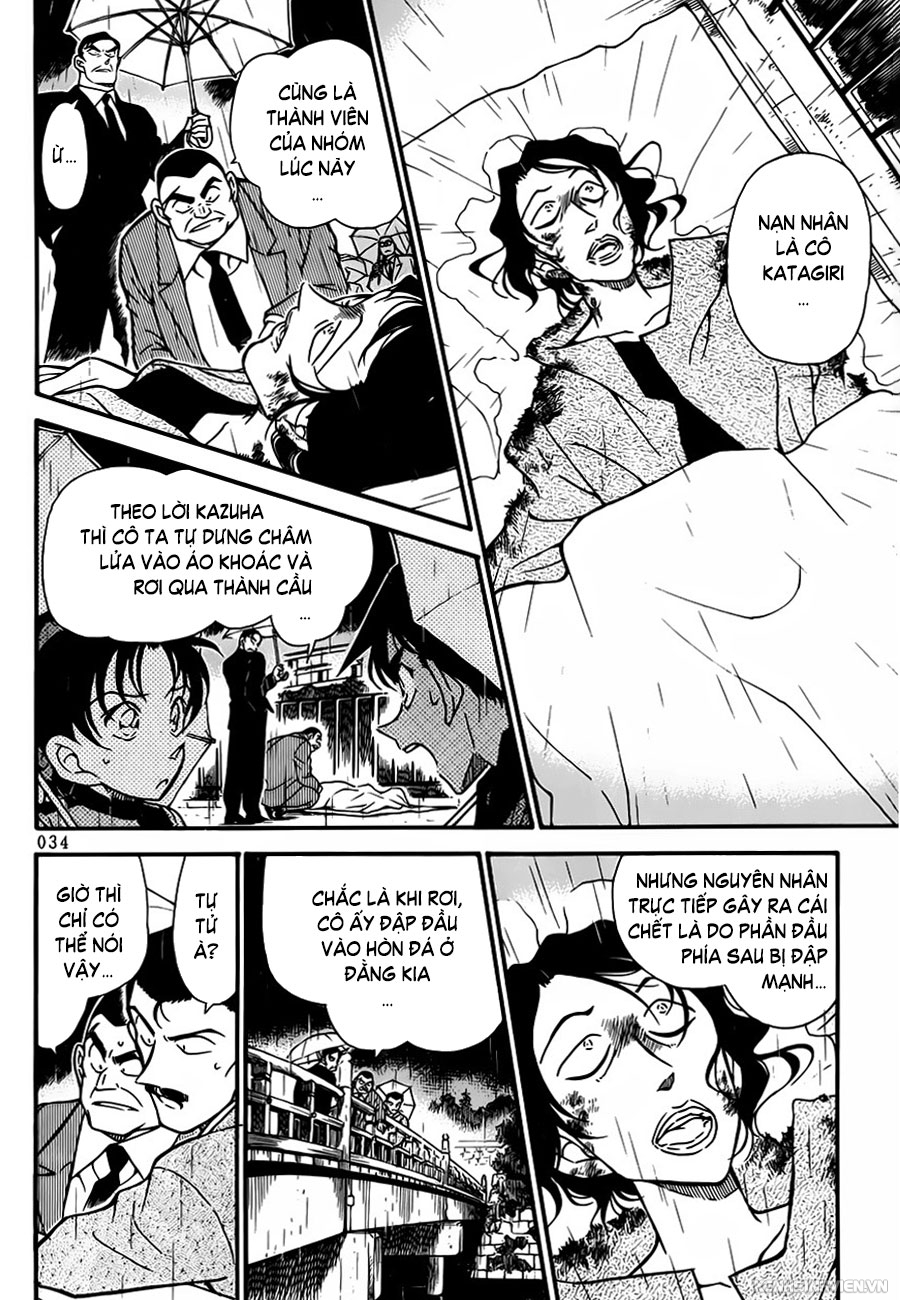 NẠN NHÂN
LÀ CÔ
KATAGIRI
...
CŨNG LÀ
THÀNH VIÊN
CỦA NHÓM
LÚC NÀY
...
Ừ...
THEO LỜI KAZUHA
THÌ CÔ TA TỰ DƯNG CHÂM
LỬA VÀO ÁO KHOÁC VÀ
RƠI QUA THÀNH CẦU
...
034
NHƯNG NGUYÊN NHÂN
TRỰC TIẾP GÂY RA CÁI
CHẾT LÀ DO PHẦN ĐẦU
PHÍA SAU BỊ ĐẬP
MẠNH...
CHẮC LÀ KHI RƠI,
CÔ ẤY ĐẬP ĐẦU
VÀO HÒN ĐÁ Ở
ĐẰNG KIA
...
TỰ
TỬ
À?
GIỜ THÌ
CHỈ CÓ
THỂ NÓI
VẬY...